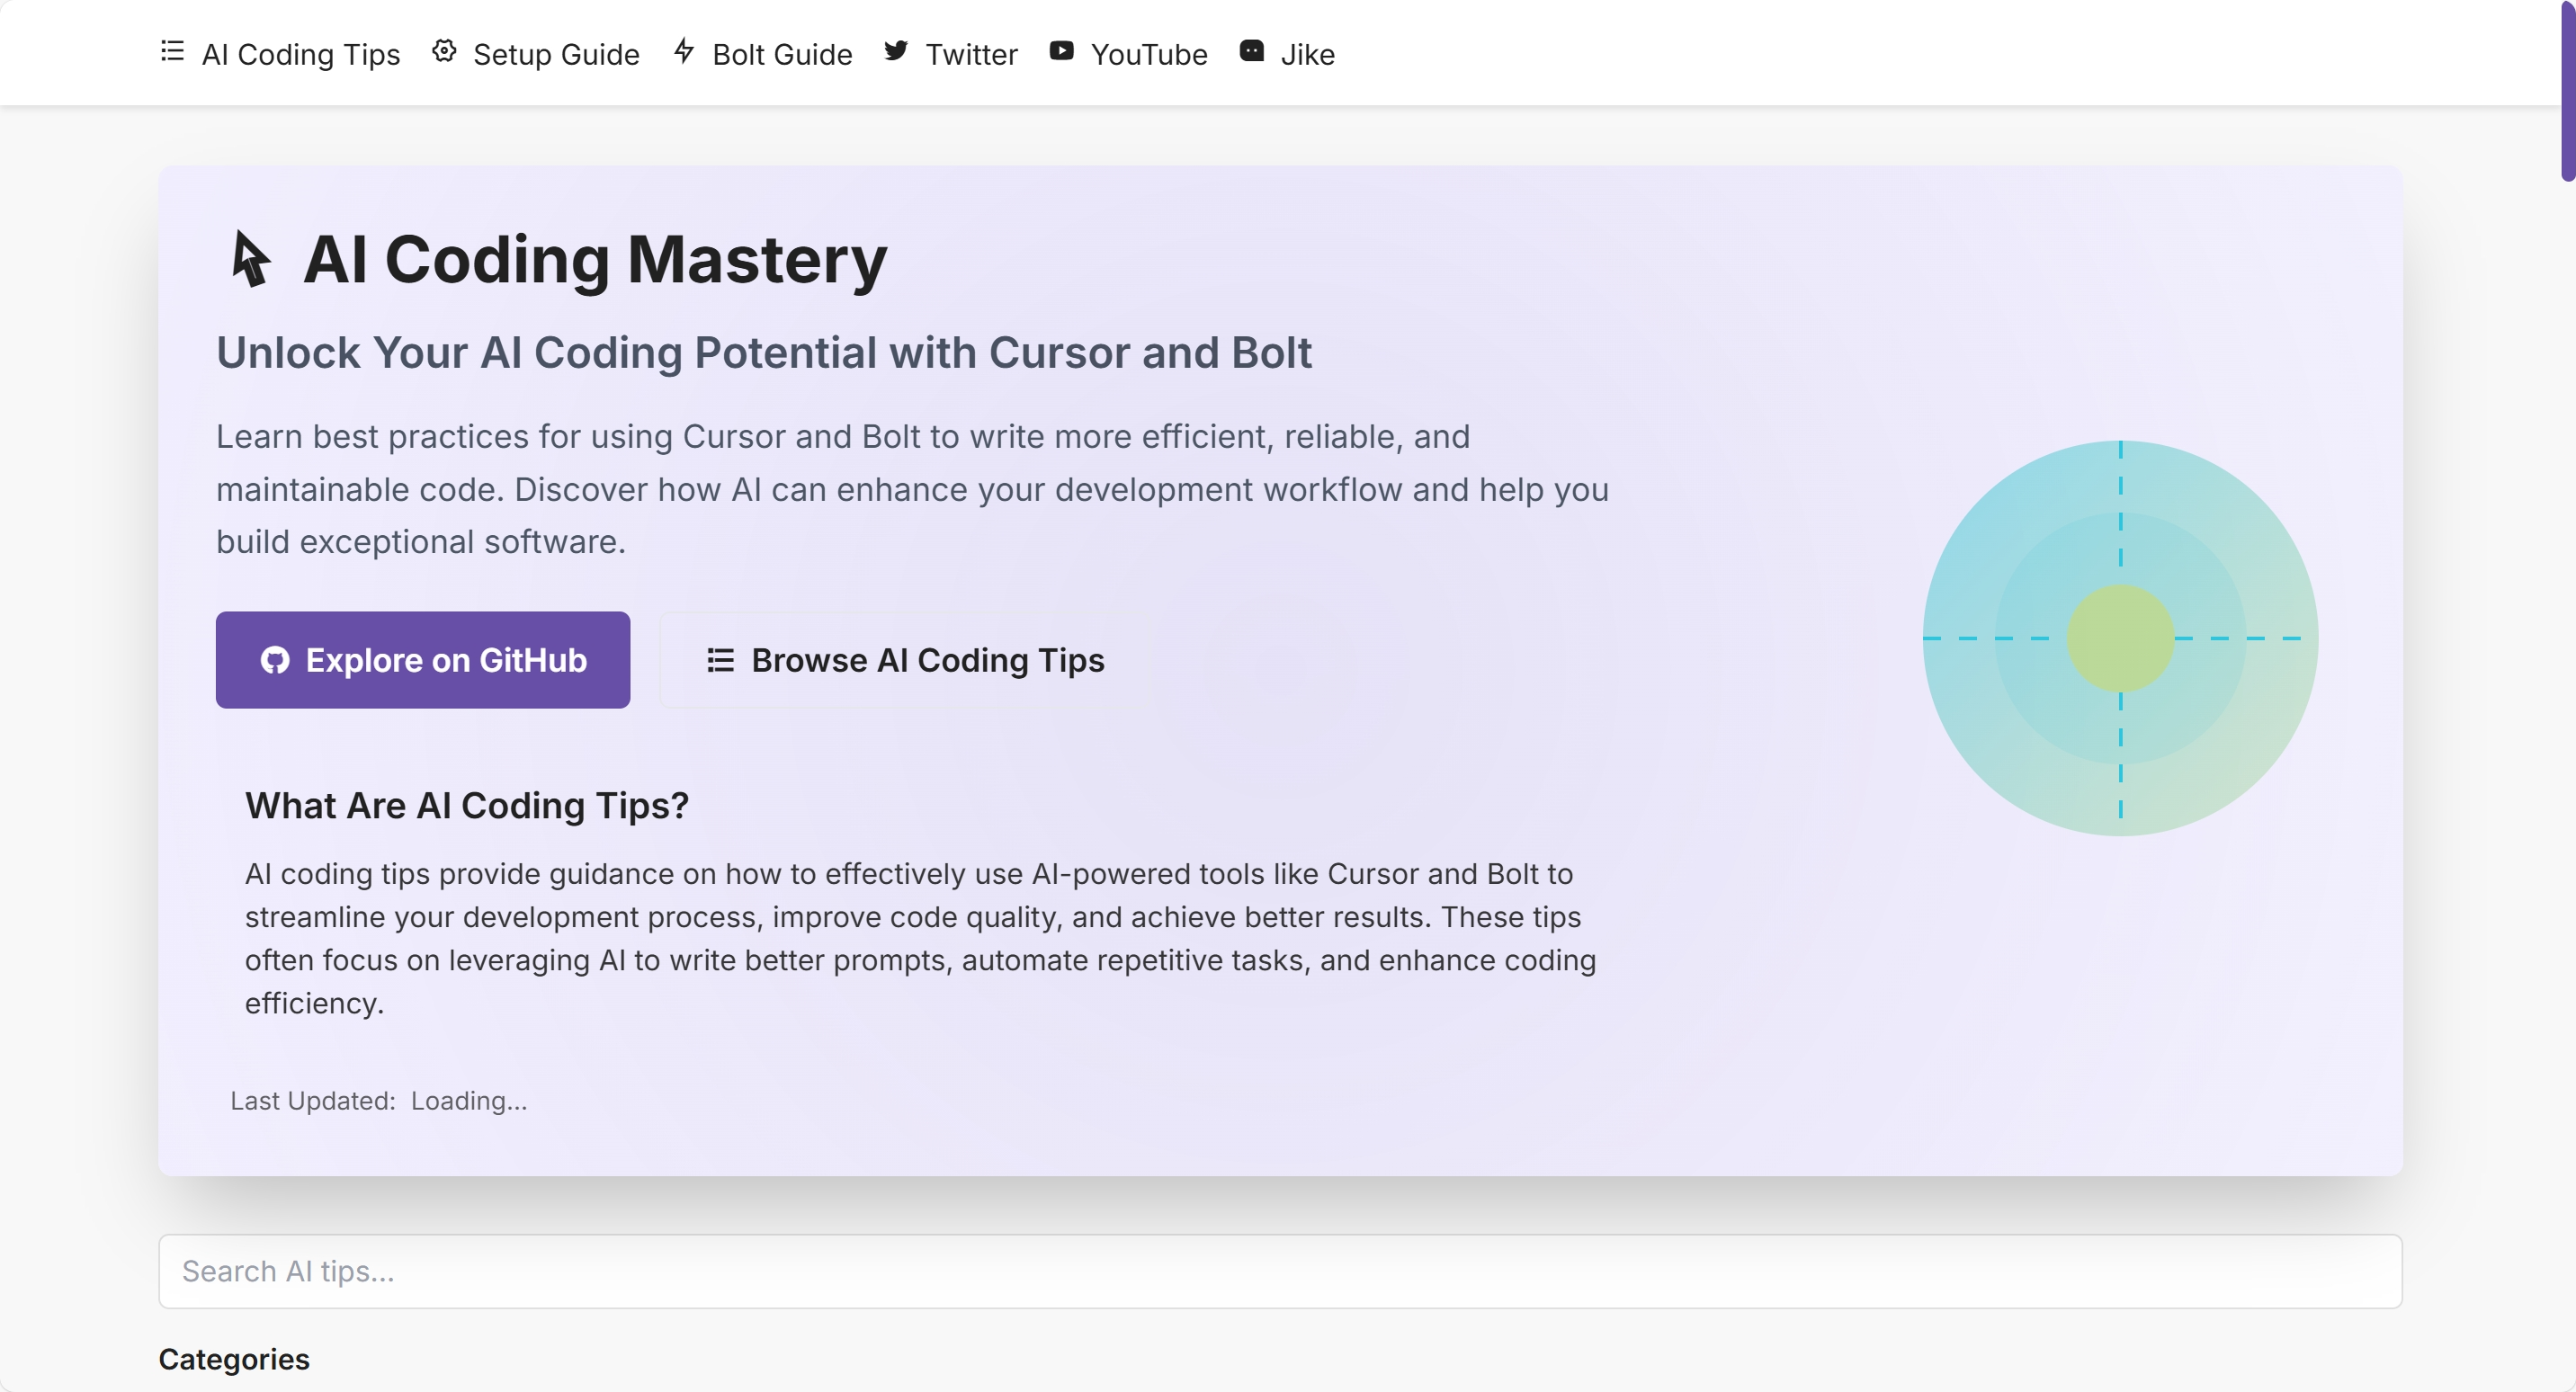 AI Coding Tips Setup Guide Bolt Guide Twitter YouTube Jike
AI Coding Mastery
Unlock Your AI Coding Potential with Cursor and Bolt
Learn best practices for using Cursor and Bolt to write more efficient, reliable, and
maintainable code. Discover how AI can enhance your development workflow and help you
build exceptional software.
Explore on GitHub Browse AI Coding Tips
What Are AI Coding Tips?
AI coding tips provide guidance on how to effectively use AI-powered tools like Cursor and Bolt to
streamline your development process, improve code quality, and achieve better results. These tips
often focus on leveraging AI to write better prompts, automate repetitive tasks, and enhance coding
efficiency.
Last Updated: Loading...
Search AI tips...
Categories